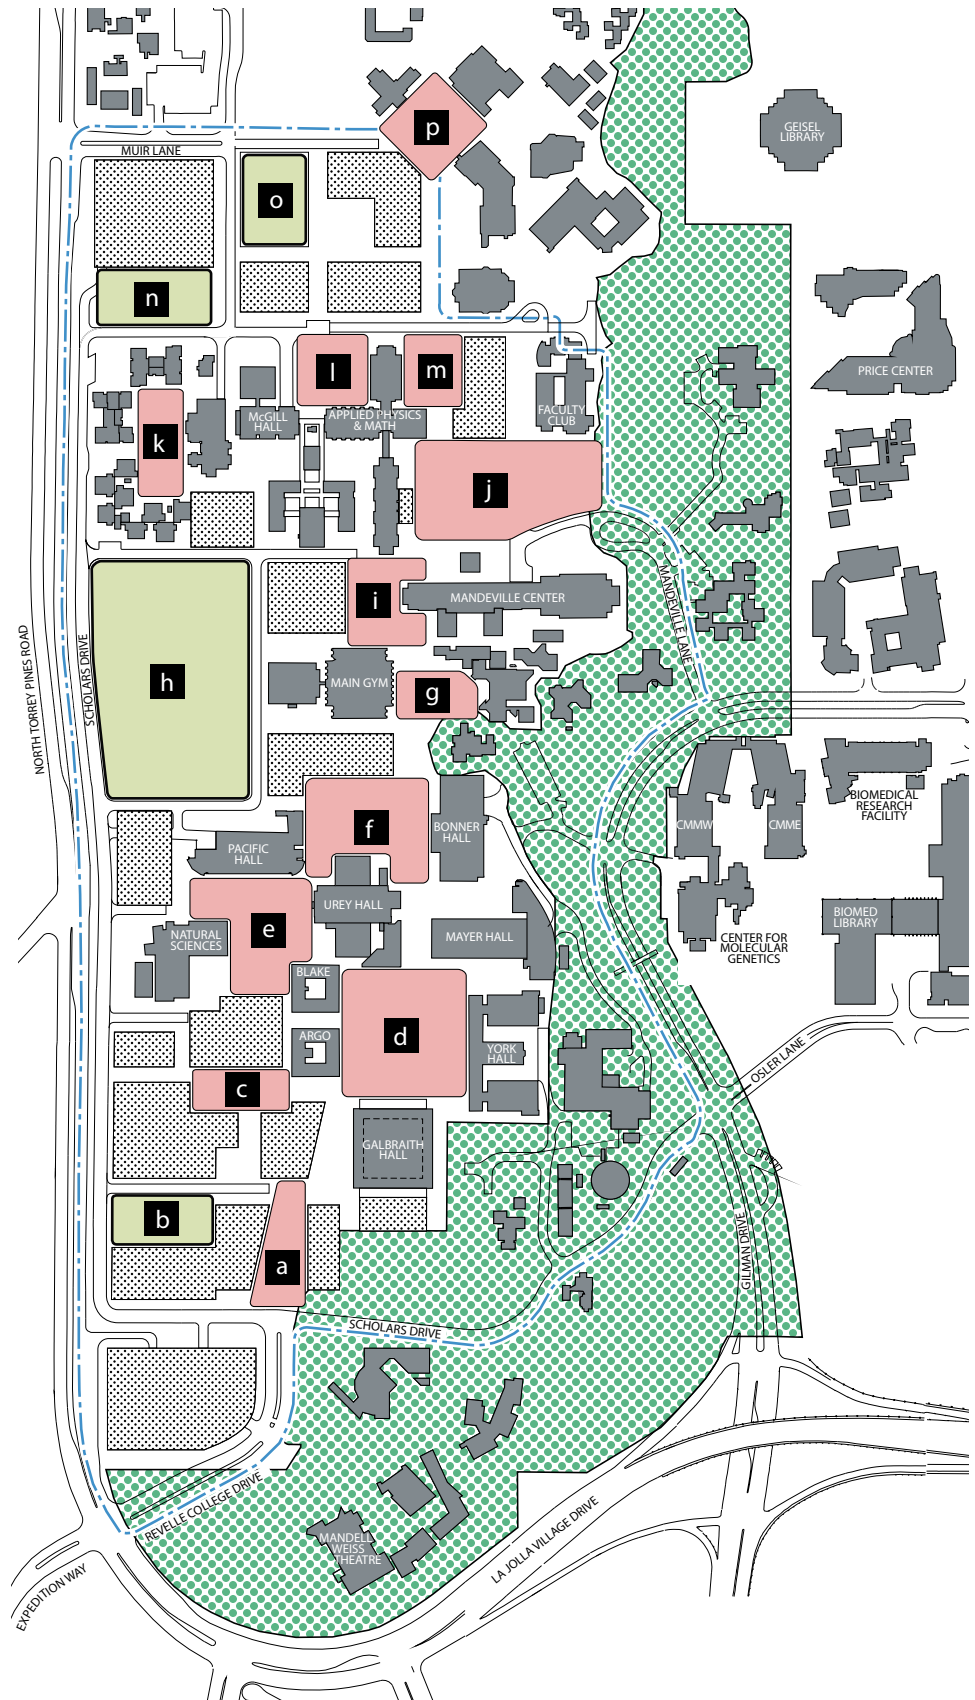 GEISEL
LIBRARY
p
MUIR LANE
o
n
l
m
PRICE CENTER
McGILL
HALL
APPLIED PHYSICS
& MATH
FACULTY
CLUB
k
j
MANDEVILLE LANE
i
MANDEVILLE CENTER
NORTH TORREY PINES ROAD
SCHOLARS DRIVE
h
MAIN GYM
g
BIOMEDICAL
RESEARCH
FACILITY
f
BONNER
HALL
CMMW
CMME
PACIFIC
HALL
UREY HALL
BIOMED
LIBRARY
e
NATURAL
SCIENCES
MAYER HALL
CENTER FOR
MOLECULAR
GENETICS
BLAKE
d
ARGO
YORK
HALL
OSLER LANE
c
GALBRAITH
HALL
b
a
GILMAN DRIVE
SCHOLARS DRIVE
REVELLE COLLEGE DRIVE
MANDELL
WEISS
THEATRE
LA JOLLA VILLAGE DRIVE
EXPEDITION WAY